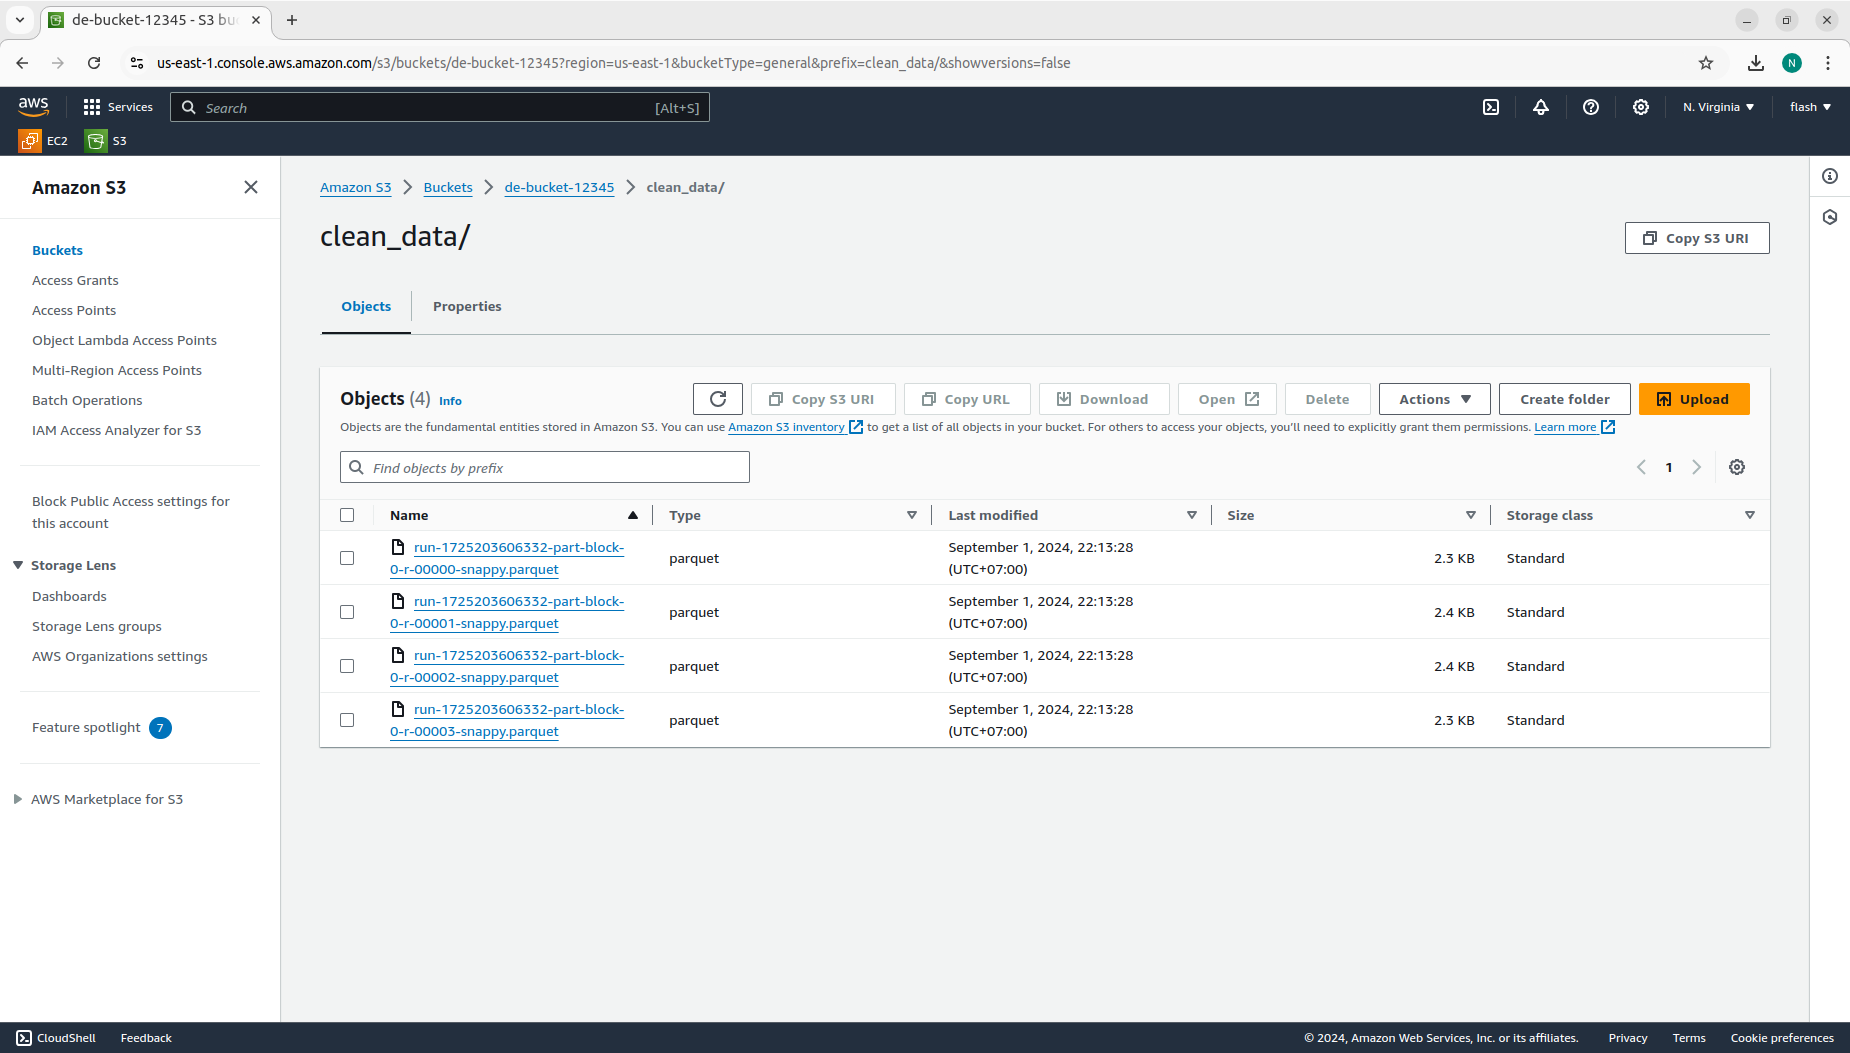 de-bucket-12345 - S3 bu
us-east-1.console.aws.amazon.com/s3/buckets/de-bucket-12345?region=us-east-1&bucketType=general&prefix=clean_data/&showversions=false
N
aws
Services
Search
[Alt+S]
N. Virginia
flash
EC2
S3
Amazon S3
Buckets
Access Grants
Access Points
Object Lambda Access Points
Multi-Region Access Points
Batch Operations
IAM Access Analyzer for S3
Block Public Access settings for
this account
Storage Lens
Dashboards
Storage Lens groups
AWS Organizations settings
Feature spotlight 7
AWS Marketplace for S3
Amazon S3 Buckets de-bucket-12345 clean_data/
clean_data/
Copy S3 URI
Objects Properties
Objects (4) Info
Copy S3 URI Copy URL Download Open Delete Actions Create folder Upload
Objects are the fundamental entities stored in Amazon S3. You can use Amazon S3 inventory to get a list of all objects in your bucket. For others to access your objects, you'll need to explicitly grant them permissions. Learn more
Find objects by prefix
1
Name Type Last modified Size Storage class
run-1725203606332-part-block- September 1, 2024, 22:13:28
parquet 2.3 KB Standard
0-r-00000-snappy.parquet (UTC+07:00)
run-1725203606332-part-block- September 1, 2024, 22:13:28
parquet 2.4 KB Standard
0-r-00001-snappy.parquet (UTC+07:00)
run-1725203606332-part-block- September 1, 2024, 22:13:28
parquet 2.4 KB Standard
0-r-00002-snappy.parquet (UTC+07:00)
run-1725203606332-part-block- September 1, 2024, 22:13:28
parquet 2.3 KB Standard
0-r-00003-snappy.parquet (UTC+07:00)
CloudShell Feedback © 2024, Amazon Web Services, Inc. or its affiliates. Privacy Terms Cookie preferences